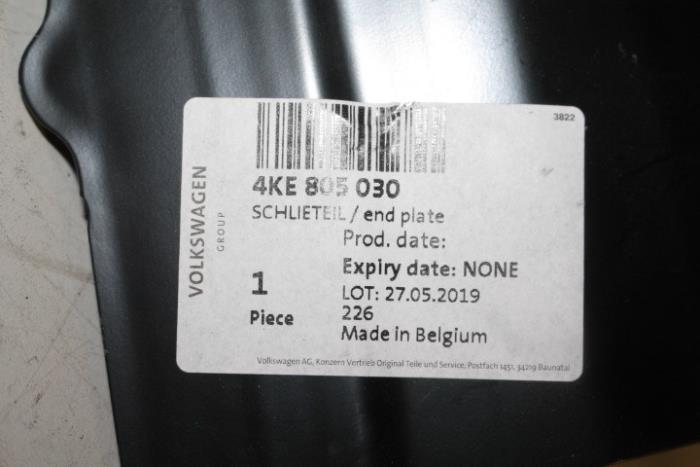 3822
4KE 805 030
SCHLIETEIL / end plate
Prod. date:
Expiry date: NONE
LOT: 27.05.2019
226
Made in Belgium
1
Piece
VOLKSWAGEN
GROUP
Volkswagen AG, Konzern Vertrieb Original Teile und Service, Postfach 1451, 34219 Baunatal